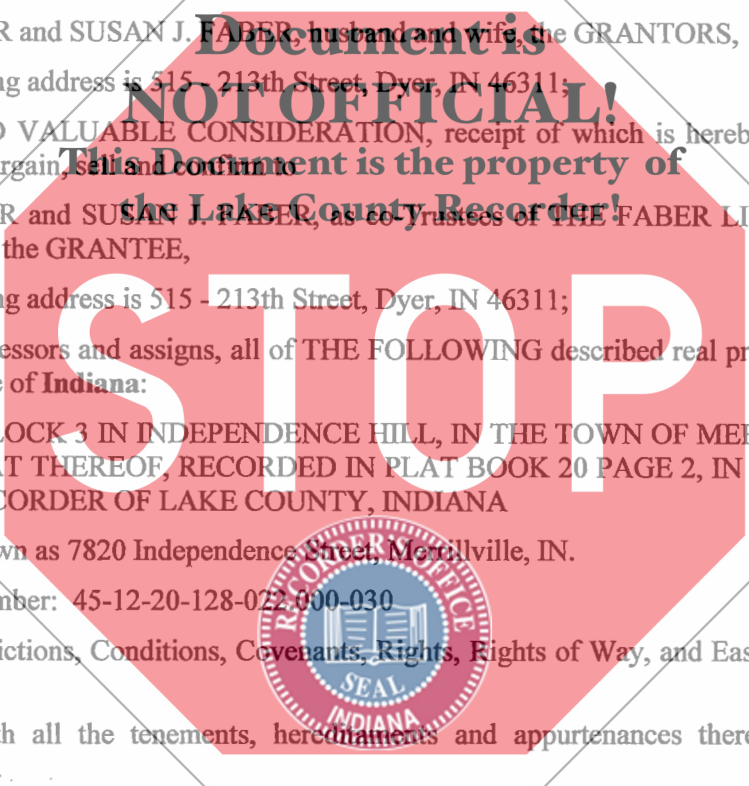 R and SUSAN J. FABER, husband and wife, the GRANTORS,
Document is
ng address is 515 - 213th Street, Dyer, IN 46311;
NOT OFFICIAL!
D VALUABLE CONSIDERATION, receipt of which is hereb
rgain, sell and confirm to
This Document is the property of
R and SUSAN J. FABER, as co-Trustees of THE FABER LI
the Lake County Recorder!
the GRANTEE,
ng address is 515 - 213th Street, Dyer, IN 46311;
essors and assigns, all of THE FOLLOWING described real pr
e of Indiana:
STOP
LOCK 3 IN INDEPENDENCE HILL, IN THE TOWN OF MER
AT THEREOF, RECORDED IN PLAT BOOK 20 PAGE 2, IN
CORDER OF LAKE COUNTY, INDIANA
wn as 7820 Independence Street, Merrillville, IN.
mber: 45-12-20-128-022.000-030
RECORDER'S OFFICE
SEAL
INDIANA
ictions, Conditions, Covenants, Rights, Rights of Way, and Eas
th all the tenements, hereditaments and appurtenances there